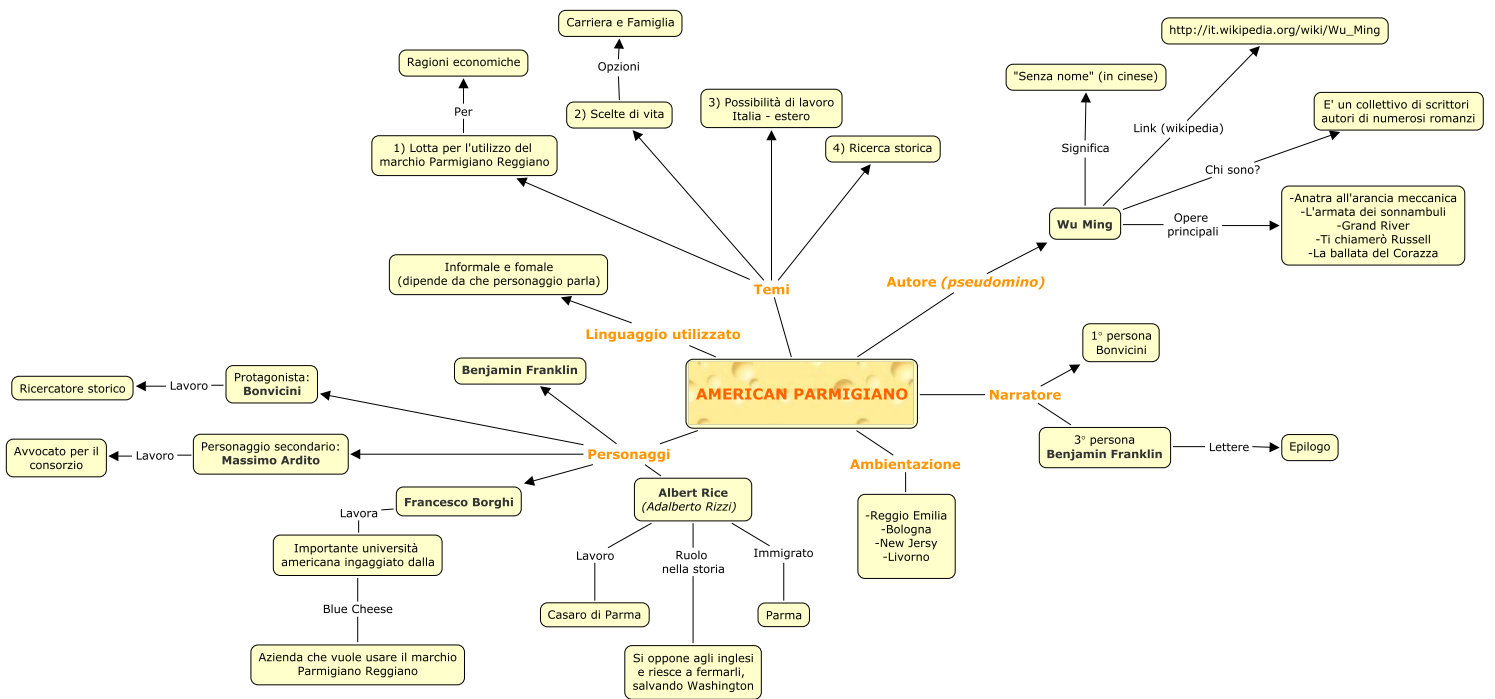 Carriera e Famiglia
Opzioni
2) Scelte di vita
Ragioni economiche
Per
1) Lotta per l'utilizzo del
marchio Parmigiano Reggiano
3) Possibilità di lavoro
Italia - estero
4) Ricerca storica
Temi
http://it.wikipedia.org/wiki/Wu_Ming
"Senza nome" (in cinese)
E' un collettivo di scrittori
autori di numerosi romanzi
Link (wikipedia)
Significa
Chi sono?
Wu Ming
Opere
principali
-Anatra all'arancia meccanica
-L'armata dei sonnambuli
-Grand River
-Ti chiamerò Russell
-La ballata del Corazza
Autore (pseudomino)
Informale e fomale
(dipende da che personaggio parla)
Linguaggio utilizzato
AMERICAN PARMIGIANO
1° persona
Bonvicini
Narratore
3° persona
Benjamin Franklin
Lettere
Epilogo
Benjamin Franklin
Protagonista:
Bonvicini
Lavoro
Ricercatore storico
Personaggio secondario:
Massimo Ardito
Lavoro
Avvocato per il
consorzio
Personaggi
Francesco Borghi
Lavora
Importante università
americana ingaggiato dalla
Blue Cheese
Azienda che vuole usare il marchio
Parmigiano Reggiano
Albert Rice
(Adalberto Rizzi)
Lavoro
Casaro di Parma
Ruolo
nella storia
Si oppone agli inglesi
e riesce a fermarli,
salvando Washington
Immigrato
Parma
Ambientazione
-Reggio Emilia
-Bologna
-New Jersy
-Livorno